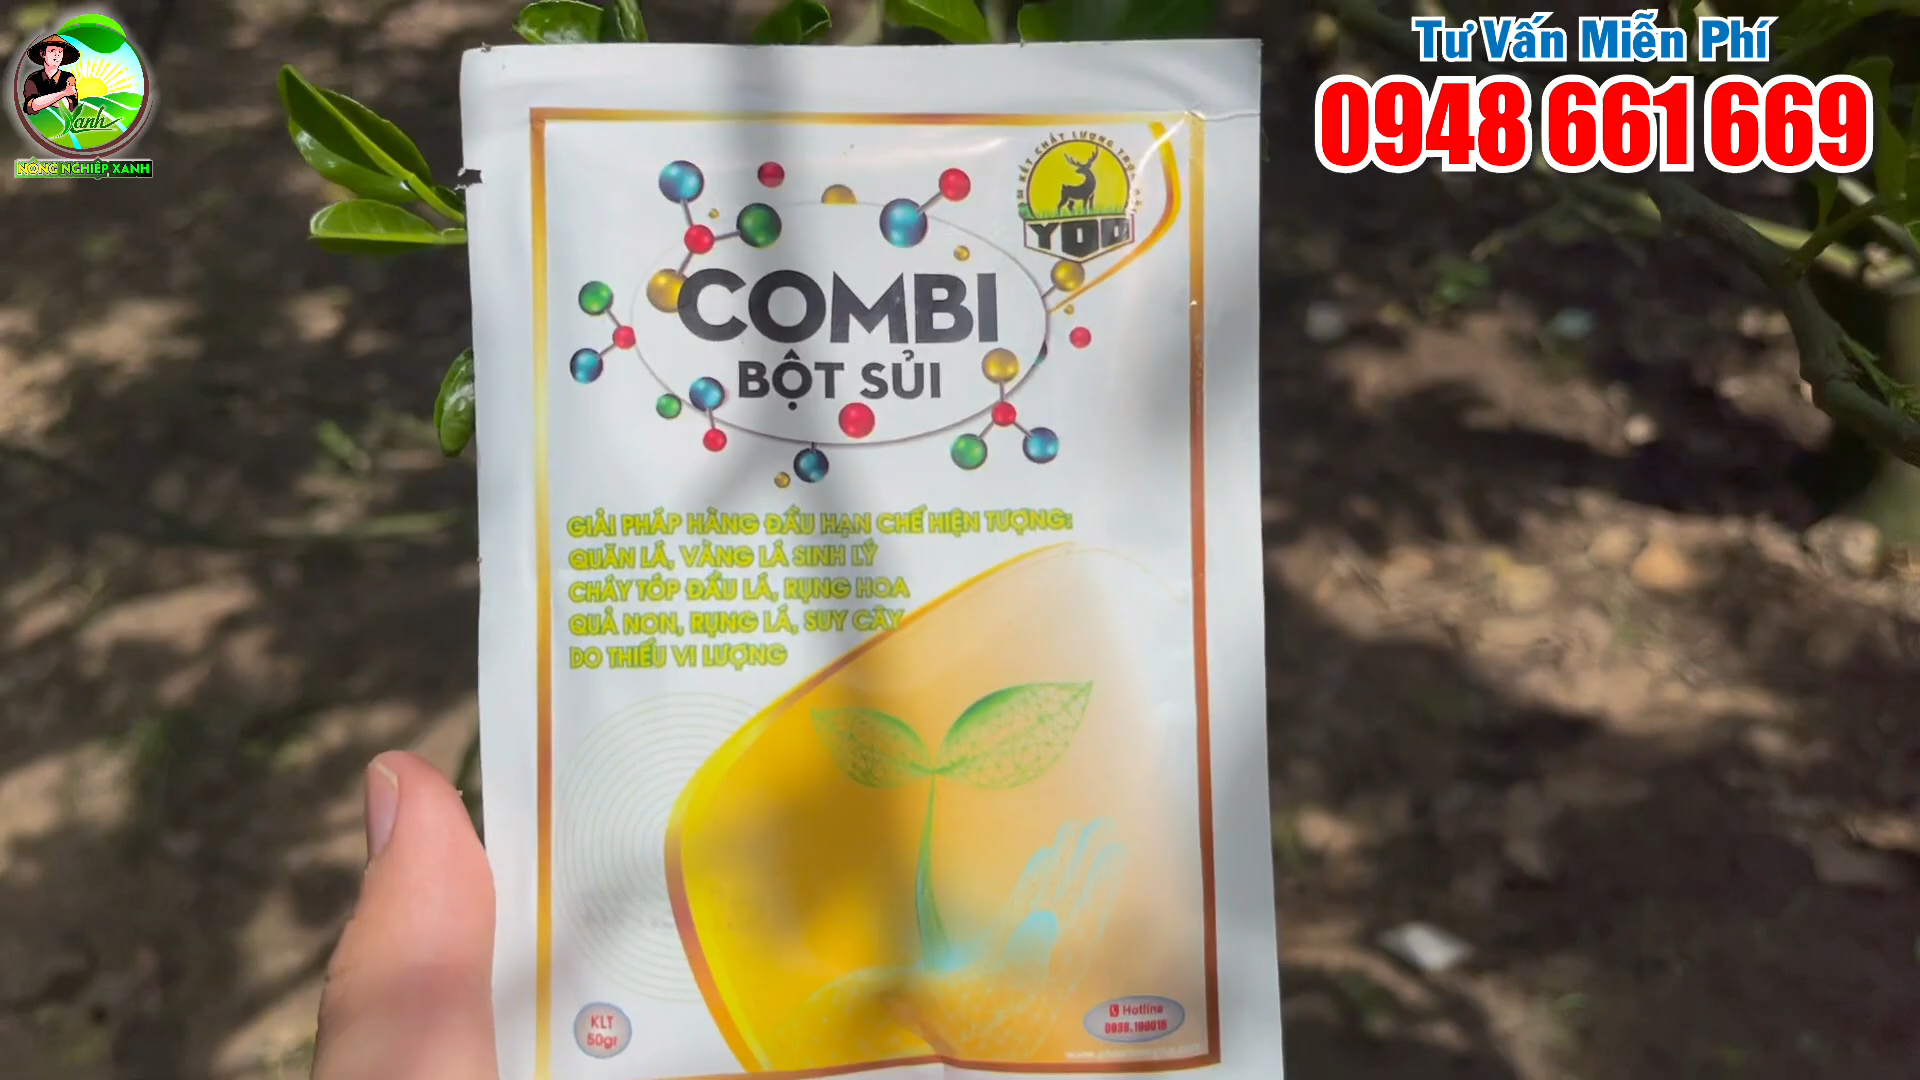 Tư Vấn Miễn Phí
0948 661 669
Xanh
NÔNG NGHIỆP XANH
YOO
COMBI
BỘT SỦI
GIẢI PHÁP HÀNG ĐẦU HẠN CHẾ HIỆN TƯỢNG:
QUĂN LÁ, VÀNG LÁ SINH LÝ
CHÁY TÓP ĐẦU LÁ, RỤNG HOA
QUẢ NON, RỤNG LÁ, SUY CÂY
DO THIẾU VI LƯỢNG
KLT
50gr
Hotline